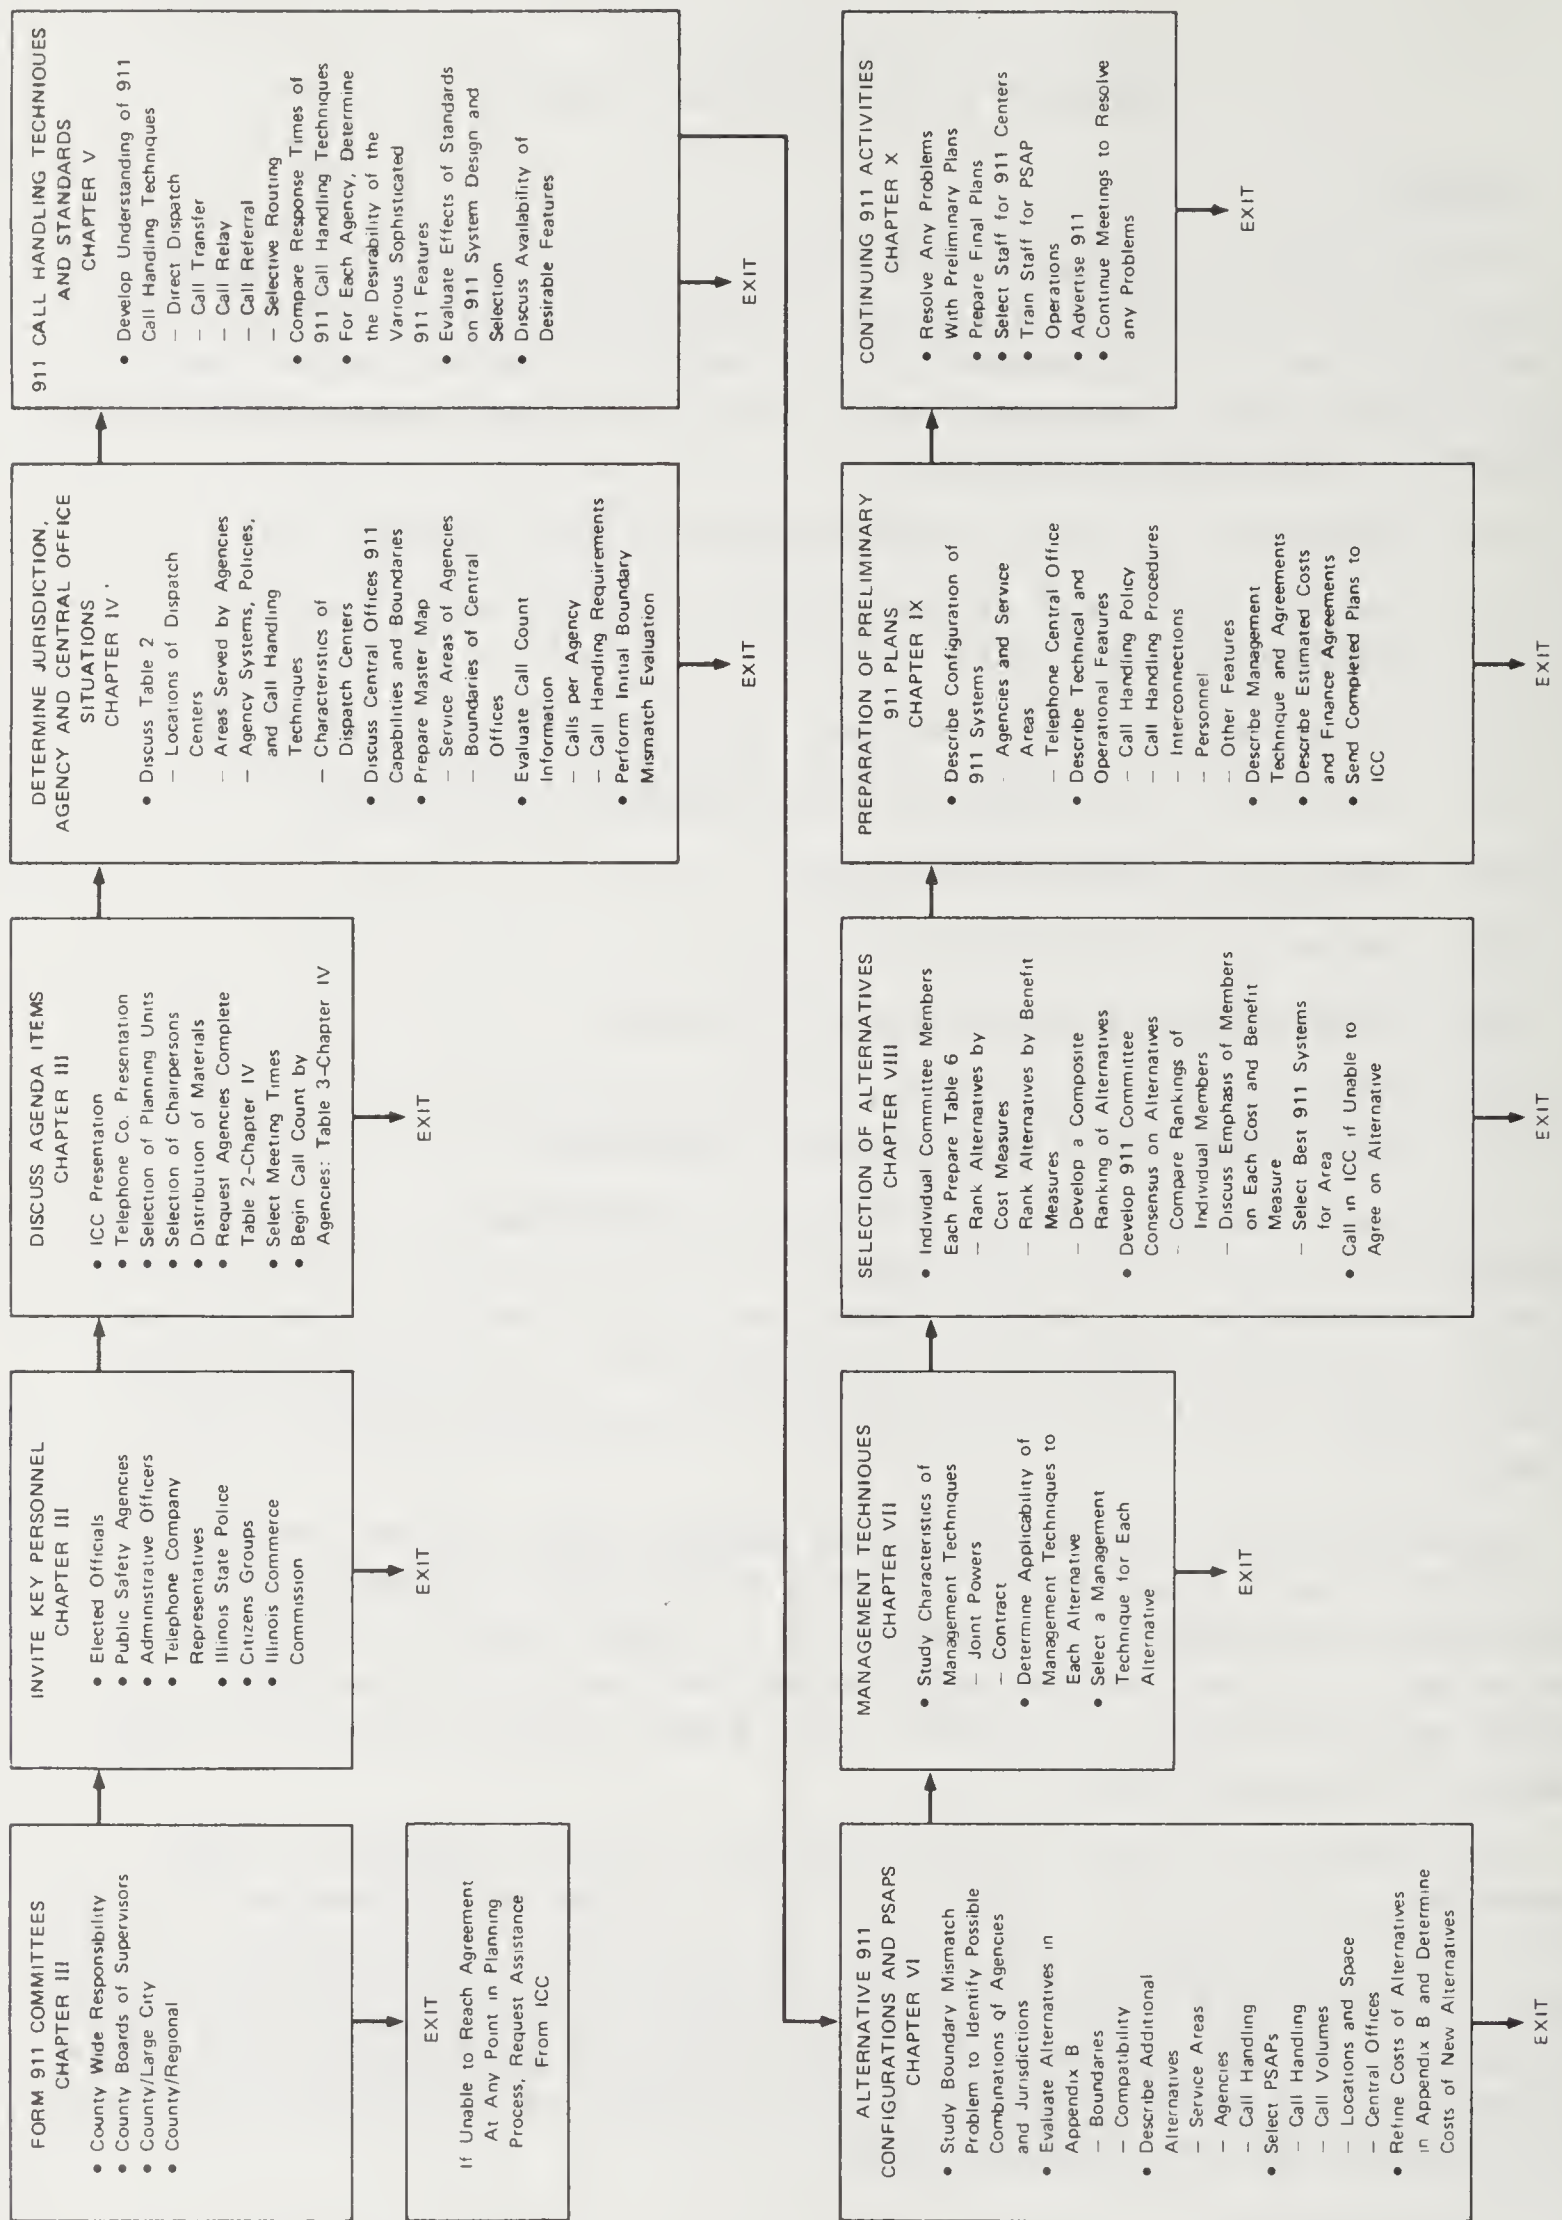 FORM 911 COMMITTEES
CHAPTER III
• County Wide Responsibility
• County Boards of Supervisors
• County/Large City
• County/Regional
EXIT
If Unable to Reach Agreement
At Any Point in Planning
Process, Request Assistance
From ICC
INVITE KEY PERSONNEL
CHAPTER III
• Elected Officials
• Public Safety Agencies
• Administrative Officers
• Telephone Company
Representatives
• Illinois State Police
• Citizens Groups
• Illinois Commerce
Commission
EXIT
DISCUSS AGENDA ITEMS
CHAPTER III
• ICC Presentation
• Telephone Co. Presentation
• Selection of Planning Units
• Selection of Chairpersons
• Distribution of Materials
• Request Agencies Complete
Table 2-Chapter IV
• Select Meeting Times
• Begin Call Count by
Agencies: Table 3-Chapter IV
EXIT
DETERMINE JURISDICTION,
AGENCY AND CENTRAL OFFICE
SITUATIONS
CHAPTER IV
• Discuss Table 2
– Locations of Dispatch
Centers
– Areas Served by Agencies
– Agency Systems, Policies,
and Call Handling
Techniques
– Characteristics of
Dispatch Centers
• Discuss Central Offices 911
Capabilities and Boundaries
• Prepare Master Map
– Service Areas of Agencies
– Boundaries of Central
Offices
• Evaluate Call Count
Information
– Calls per Agency
– Call Handling Requirements
• Perform Initial Boundary
Mismatch Evaluation
EXIT
911 CALL HANDLING TECHNIQUES
AND STANDARDS
CHAPTER V
• Develop Understanding of 911
Call Handling Techniques
– Direct Dispatch
– Call Transfer
– Call Relay
– Call Referral
– Selective Routing
• Compare Response Times of
911 Call Handling Techniques
• For Each Agency, Determine
the Desirability of the
Various Sophisticated
911 Features
• Evaluate Effects of Standards
on 911 System Design and
Selection
• Discuss Availability of
Desirable Features
EXIT
ALTERNATIVE 911
CONFIGURATIONS AND PSAPS
CHAPTER VI
• Study Boundary Mismatch
Problem to Identify Possible
Combinations of Agencies
and Jurisdictions
• Evaluate Alternatives in
Appendix B
– Boundaries
– Compatibility
• Describe Additional
Alternatives
– Service Areas
– Agencies
– Call Handling
• Select PSAPs
– Call Handling
– Call Volumes
– Locations and Space
– Central Offices
• Refine Costs of Alternatives
in Appendix B and Determine
Costs of New Alternatives
EXIT
MANAGEMENT TECHNIQUES
CHAPTER VII
• Study Characteristics of
Management Techniques
– Joint Powers
– Contract
• Determine Applicability of
Management Techniques to
Each Alternative
• Select a Management
Technique for Each
Alternative
EXIT
SELECTION OF ALTERNATIVES
CHAPTER VIII
• Individual Committee Members
Each Prepare Table 6
– Rank Alternatives by
Cost Measures
– Rank Alternatives by Benefit
Measures
– Develop a Composite
Ranking of Alternatives
• Develop 911 Committee
Consensus on Alternatives
– Compare Rankings of
Individual Members
– Discuss Emphasis of Members
on Each Cost and Benefit
Measure
– Select Best 911 Systems
for Area
• Call in ICC if Unable to
Agree on Alternative
EXIT
PREPARATION OF PRELIMINARY
911 PLANS
CHAPTER IX
• Describe Configuration of
911 Systems
– Agencies and Service
Areas
– Telephone Central Office
• Describe Technical and
Operational Features
– Call Handling Policy
– Call Handling Procedures
– Interconnections
– Personnel
– Other Features
• Describe Management
Technique and Agreements
• Describe Estimated Costs
and Finance Agreements
• Send Completed Plans to
ICC
EXIT
CONTINUING 911 ACTIVITIES
CHAPTER X
• Resolve Any Problems
With Preliminary Plans
• Prepare Final Plans
• Select Staff for 911 Centers
• Train Staff for PSAP
Operations
• Advertise 911
• Continue Meetings to Resolve
any Problems
EXIT